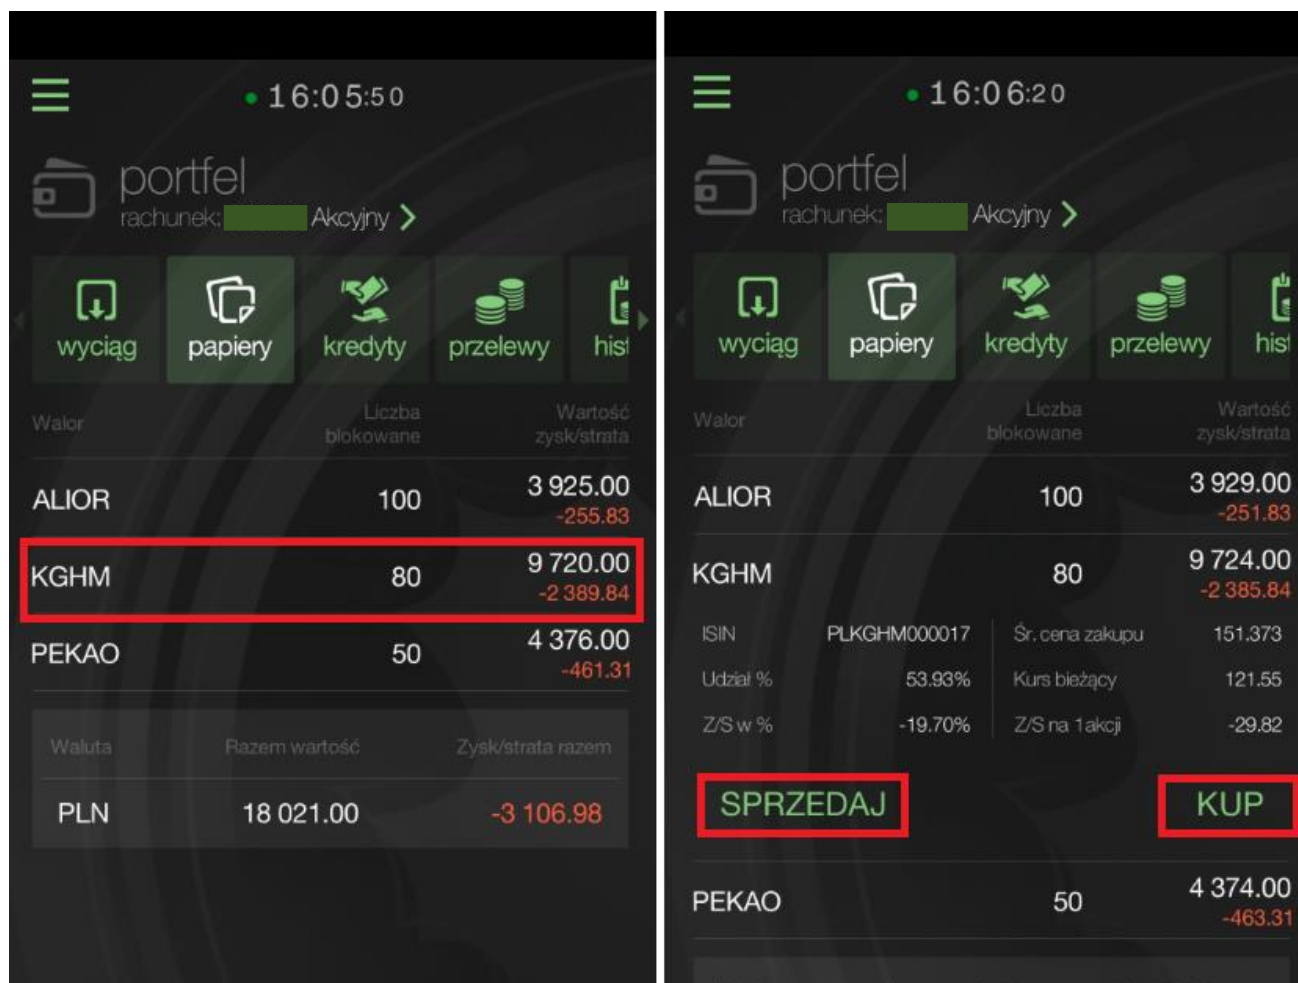 16:05:50
portfel
rachunek: Akcyjny
wyciąg papiery kredyty przelewy hist
Walor Liczba blokowane Wartość zysk/strata
ALIOR 100 3 925.00
-255.83
KGHM 80 9 720.00
-2 389.84
PEKAO 50 4 376.00
-461.31
Waluta Razem wartość Zysk/strata razem
PLN 18 021.00 -3 106.98
16:06:20
portfel
rachunek: Akcyjny
wyciąg papiery kredyty przelewy hist
Walor Liczba blokowane Wartość zysk/strata
ALIOR 100 3 929.00
-251.83
KGHM 80 9 724.00
-2 385.84
ISIN PLKGHM000017 Śr. cena zakupu 151.373
Udział % 53.93% Kurs bieżący 121.55
Z/S w % -19.70% Z/S na 1 akcji -29.82
SPRZEDAJ KUP
PEKAO 50 4 374.00
-463.31